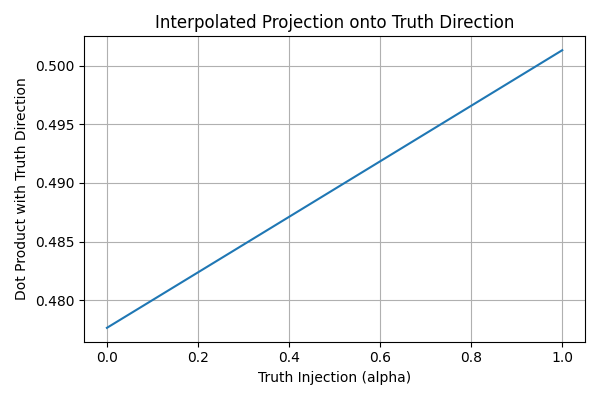 Interpolated Projection onto Truth Direction
Dot Product with Truth Direction
0.500
0.495
0.490
0.485
0.480
0.0 0.2 0.4 0.6 0.8 1.0
Truth Injection (alpha)